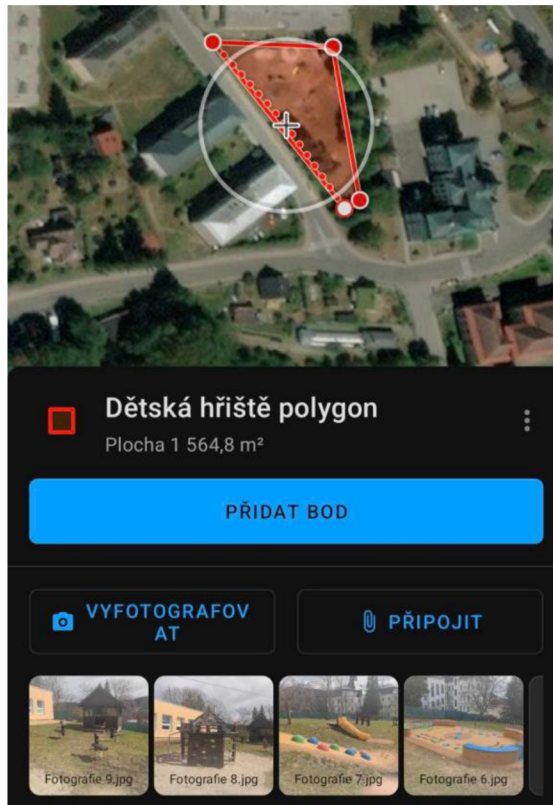 Dětská hřiště polygon
Plocha 1 564,8 m²
PŘIDAT BOD
VYFOTOGRAFOV
AT
PŘIPOJIT
Fotografie 9.jpg
Fotografie 8.jpg
Fotografie 7.jpg
Fotografie 6.jpg